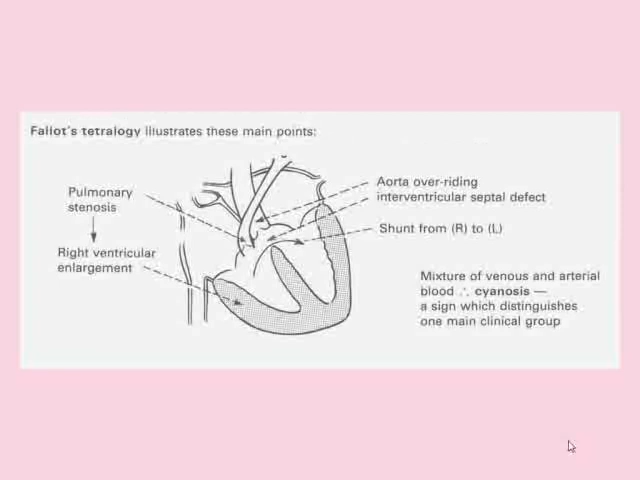 Fallot's tetralogy illustrates these main points:
Pulmonary
stenosis
Right ventricular
enlargement
Aorta over-riding
interventricular septal defect
Shunt from (R) to (L)
Mixture of venous and arterial
blood ∴ cyanosis —
a sign which distinguishes
one main clinical group